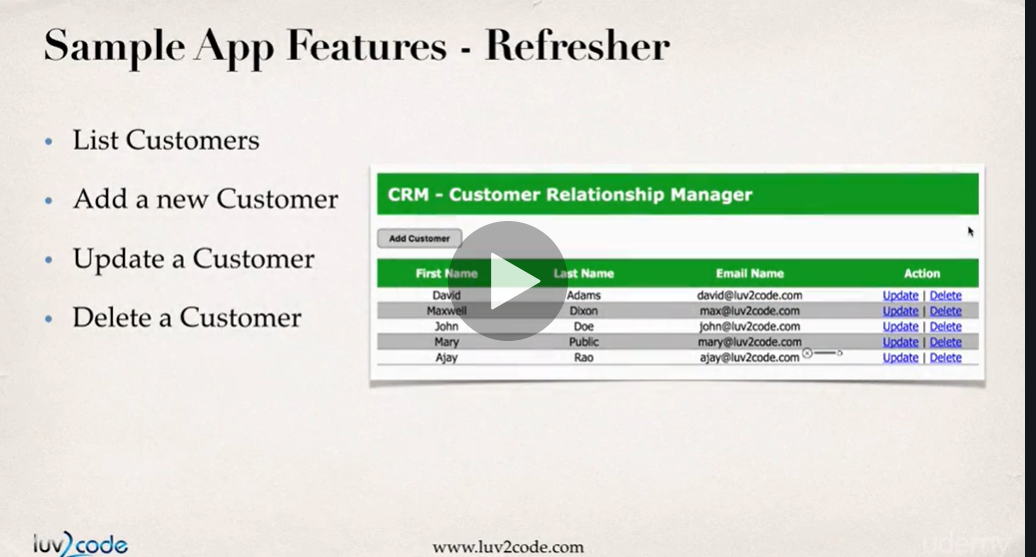 Sample App Features - Refresher
• List Customers
• Add a new Customer
• Update a Customer
• Delete a Customer
CRM - Customer Relationship Manager
Add Customer
First Name Last Name Email Name Action
David Adams david@luv2code.com Update | Delete
Maxwell Dixon max@luv2code.com Update | Delete
John Doe john@luv2code.com Update | Delete
Mary Public mary@luv2code.com Update | Delete
Ajay Rao ajay@luv2code.com Update | Delete
luv2code www.luv2code.com udemy